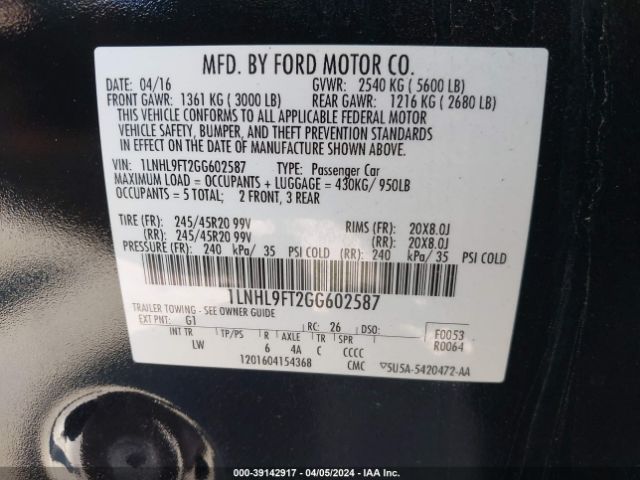 MFD. BY FORD MOTOR CO.
DATE: 04/16 GVWR: 2540 KG ( 5600 LB)
FRONT GAWR: 1361 KG ( 3000 LB) REAR GAWR: 1216 KG ( 2680 LB)
THIS VEHICLE CONFORMS TO ALL APPLICABLE FEDERAL MOTOR
VEHICLE SAFETY, BUMPER, AND THEFT PREVENTION STANDARDS
IN EFFECT ON THE DATE OF MANUFACTURE SHOWN ABOVE.
VIN: 1LNHL9FT2GG602587 TYPE: Passenger Car
MAXIMUM LOAD = OCCUPANTS + LUGGAGE = 430KG/ 950LB
OCCUPANTS = 5 TOTAL; 2 FRONT, 3 REAR
TIRE (FR): 245/45R20 99V RIMS (FR): 20X8.0J
(RR): 245/45R20 99V (RR): 20X8.0J
PRESSURE (FR): 240 kPa/ 35 PSI COLD (RR): 240 kPa/ 35 PSI COLD
1LNHL9FT2GG602587
TRAILER TOWING - SEE OWNER GUIDE
EXT PNT: G1 RC: 26 DSO: F0053
INT TR TP/PS R AXLE TR SPR R0064
LW 6 4A C CCCC
1201604154368 CMC 5U5A-5420472-AA
000-39142917 - 04/05/2024 - IAA Inc.